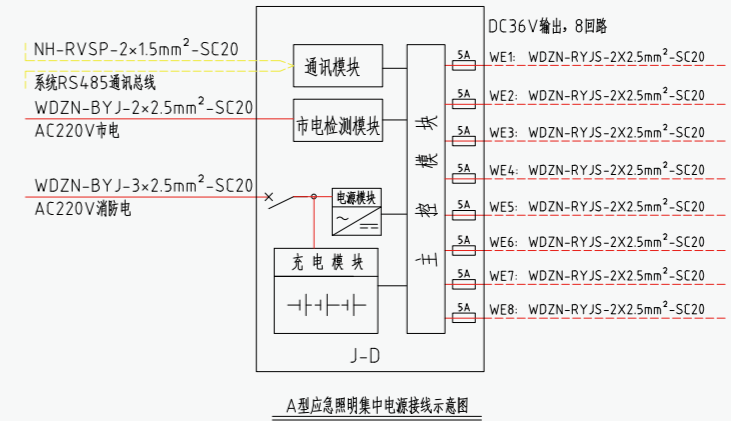 DC36V输出，8回路
NH-RVSP-2×1.5mm²-SC20
系统RS485通讯总线
WDZN-BYJ-2×2.5mm²-SC20
AC220V市电
WDZN-BYJ-3×2.5mm²-SC20
AC220V消防电
通讯模块
市电检测模块
电源模块
充电模块
主控模块
5A WE1: WDZN-RYJS-2X2.5mm²-SC20
5A WE2: WDZN-RYJS-2X2.5mm²-SC20
5A WE3: WDZN-RYJS-2X2.5mm²-SC20
5A WE4: WDZN-RYJS-2X2.5mm²-SC20
5A WE5: WDZN-RYJS-2X2.5mm²-SC20
5A WE6: WDZN-RYJS-2X2.5mm²-SC20
5A WE7: WDZN-RYJS-2X2.5mm²-SC20
5A WE8: WDZN-RYJS-2X2.5mm²-SC20
J-D
A型应急照明集中电源接线示意图